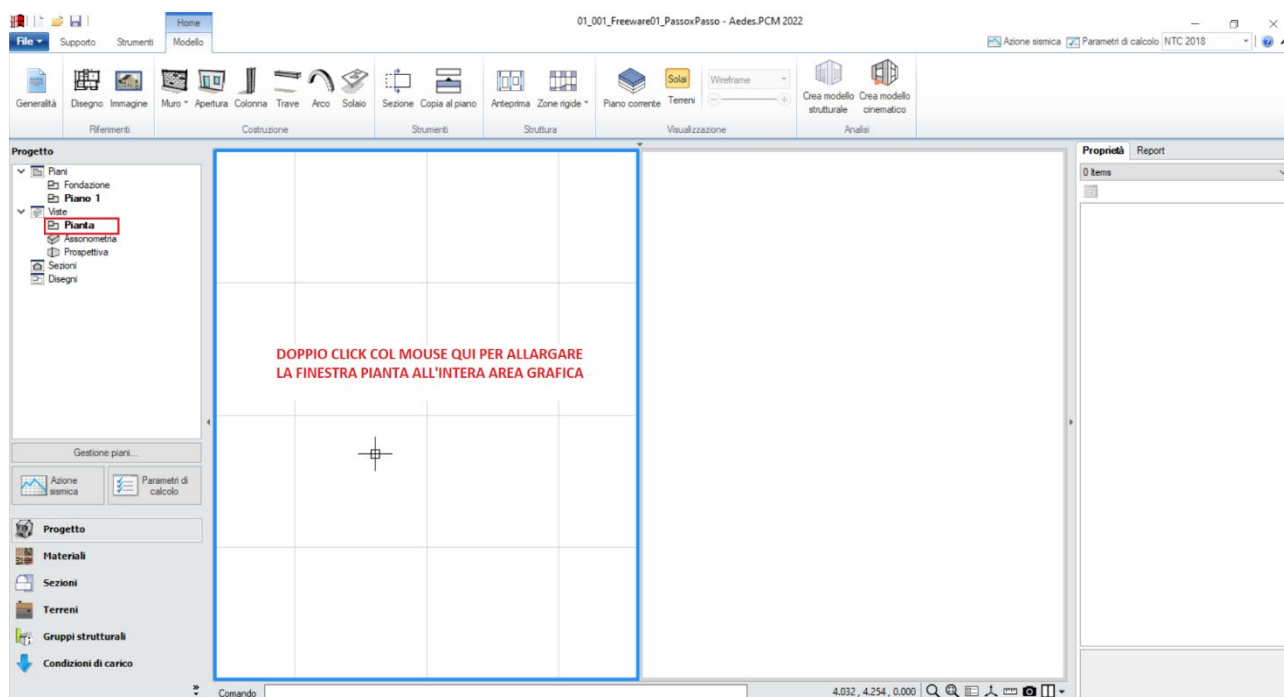 Home
01_001_Freeware01_PassoxPasso - Aedes.PCM 2022
File Supporto Strumenti Modello
Azione sismica Parametri di calcolo NTC 2018
Generalità Disegno Immagine Muro Apertura Colonna Trave Arco Solaio Sezione Copia al piano Anteprima Zone rigide Piano corrente Solai Terreni Wireframe Crea modello strutturale Crea modello cinematico
Riferimenti Costruzione Strumenti Struttura Visualizzazione Analisi
Progetto
Piani
Fondazione
Piano 1
Viste
Pianta
Assonometria
Prospettiva
Sezioni
Disegni
Gestione piani...
Azione sismica
Parametri di calcolo
Progetto
Materiali
Sezioni
Terreni
Gruppi strutturali
Condizioni di carico
DOPPIO CLICK COL MOUSE QUI PER ALLARGARE
LA FINESTRA PIANTA ALL'INTERA AREA GRAFICA
Proprietà Report
0 Items
Comando
4.032 , 4.254 , 0.000